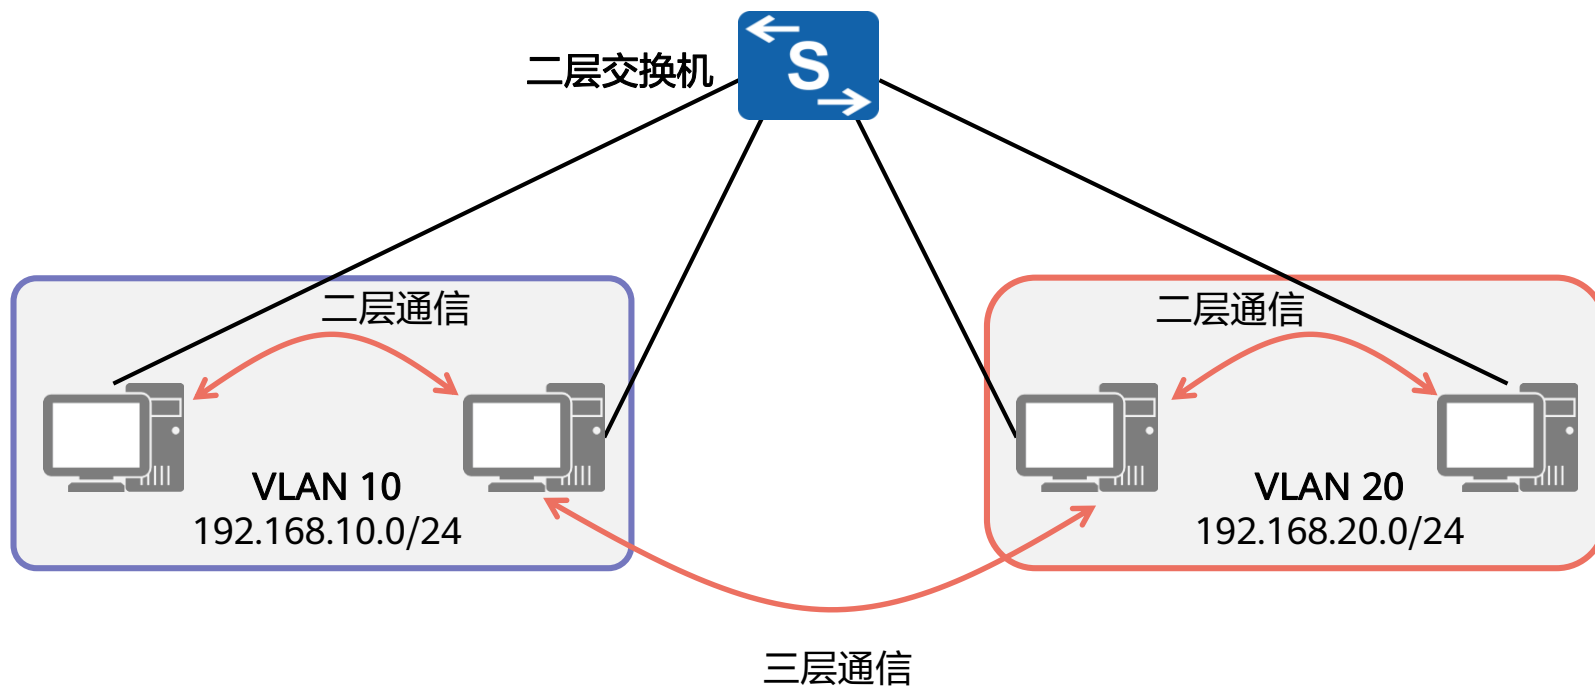 S
二层交换机
二层通信
二层通信
VLAN 10
192.168.10.0/24
VLAN 20
192.168.20.0/24
三层通信